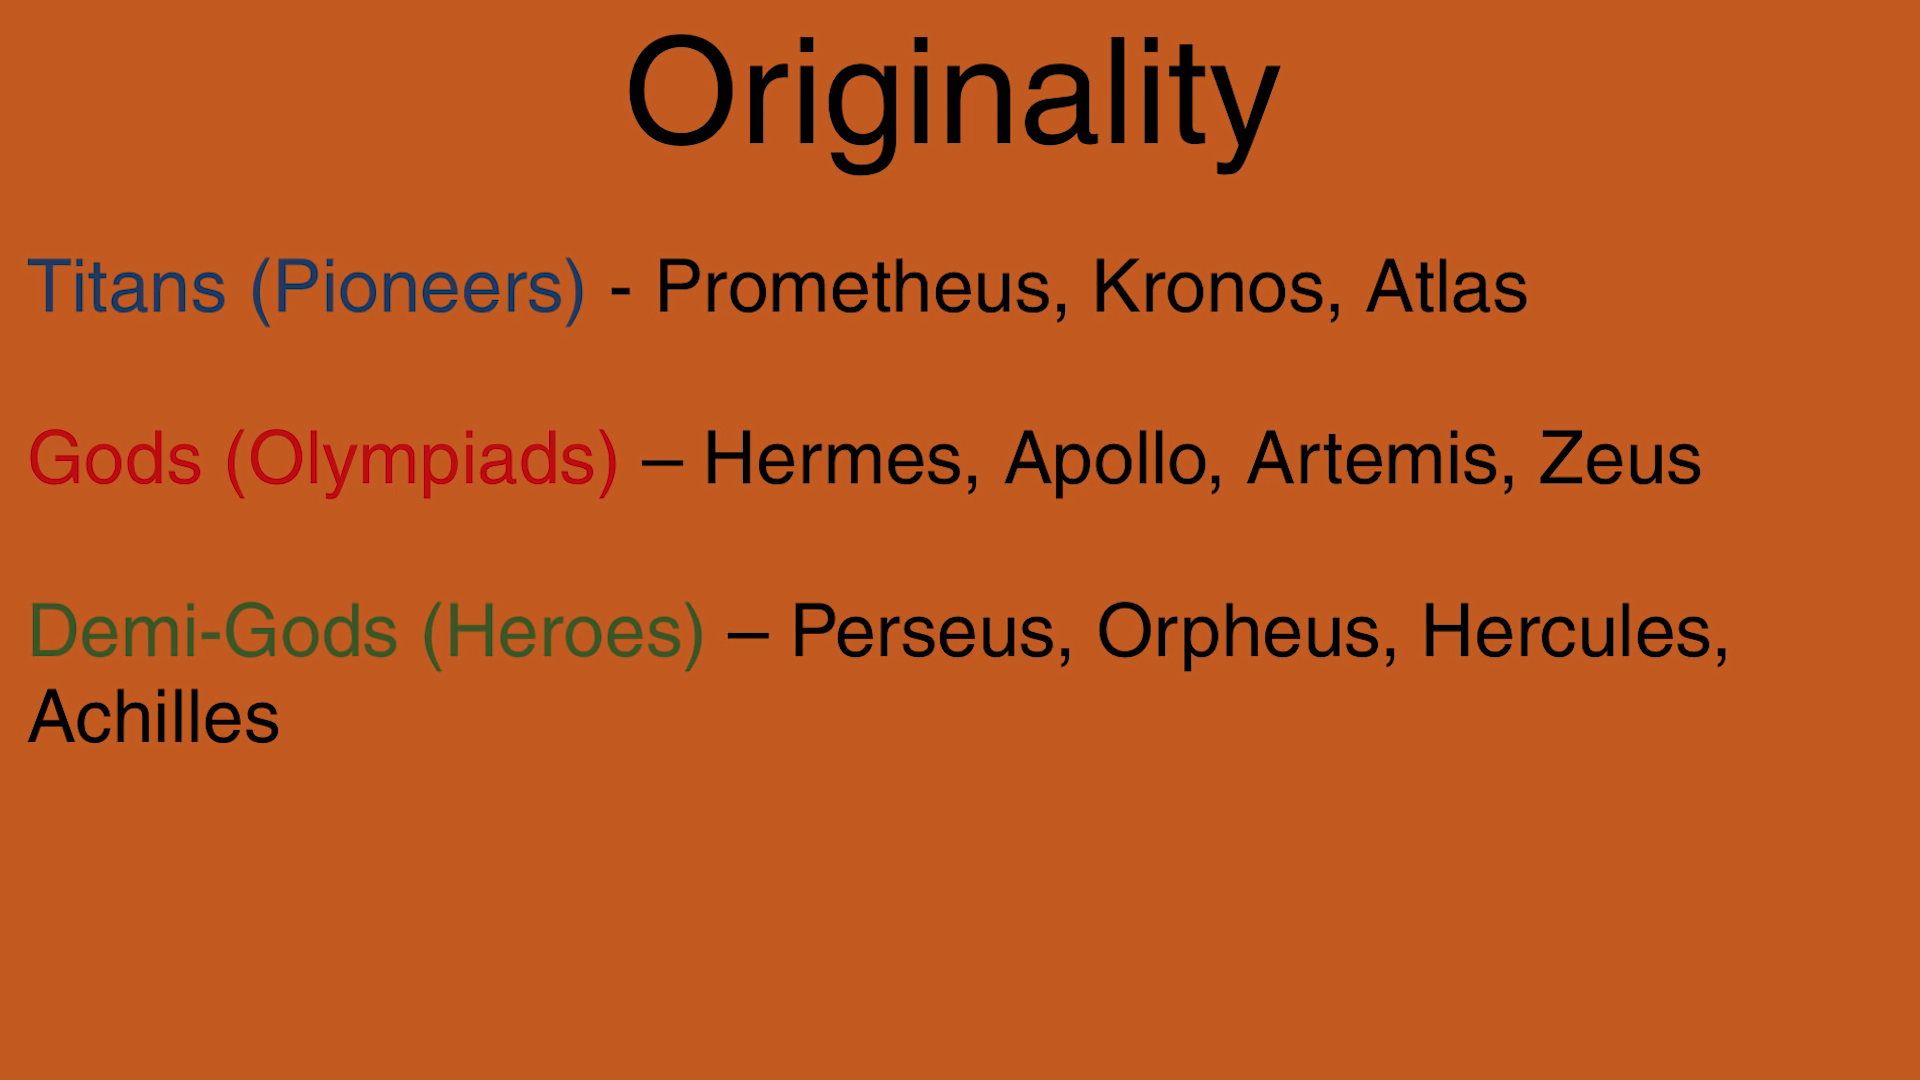 Originality
Titans (Pioneers) - Prometheus, Kronos, Atlas
Gods (Olympiads) – Hermes, Apollo, Artemis, Zeus
Demi-Gods (Heroes) – Perseus, Orpheus, Hercules,
Achilles